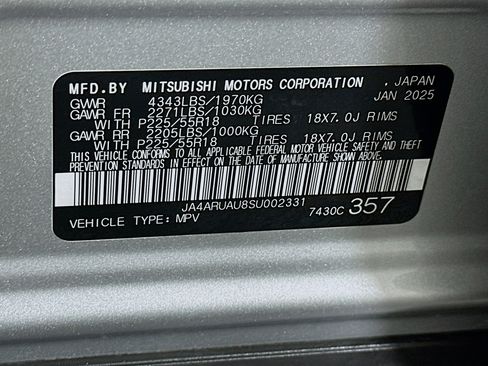 MFD.BY MITSUBISHI MOTORS CORPORATION . JAPAN
GVWR 4343LBS/1970KG JAN 2025
GAWR FR 2271LBS/1030KG
WITH P225/55R18 TIRES 18X7.0J RIMS
GAWR RR 2205LBS/1000KG
WITH P225/55R18 TIRES 18X7.0J RIMS
THIS VEHICLE CONFORMS TO ALL APPLICABLE FEDERAL MOTOR VEHICLE SAFETY AND THEFT
PREVENTION STANDARDS IN EFFECT ON THE DATE OF MANUFACTURE SHOWN ABOVE.
JA4ARUAU8SU002331
VEHICLE TYPE: MPV 7430C 357